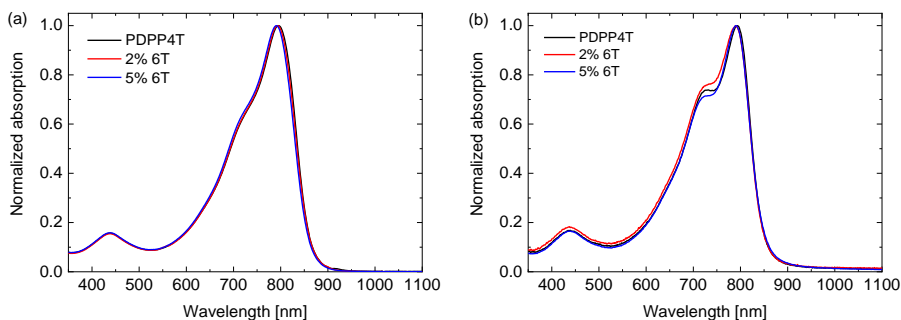 (a)
PDPP4T
2% 6T
5% 6T
Normalized absorption
1.0
0.8
0.6
0.4
0.2
0.0
400 500 600 700 800 900 1000 1100
Wavelength [nm]
(b)
PDPP4T
2% 6T
5% 6T
Normalized absorption
1.0
0.8
0.6
0.4
0.2
0.0
400 500 600 700 800 900 1000 1100
Wavelength [nm]